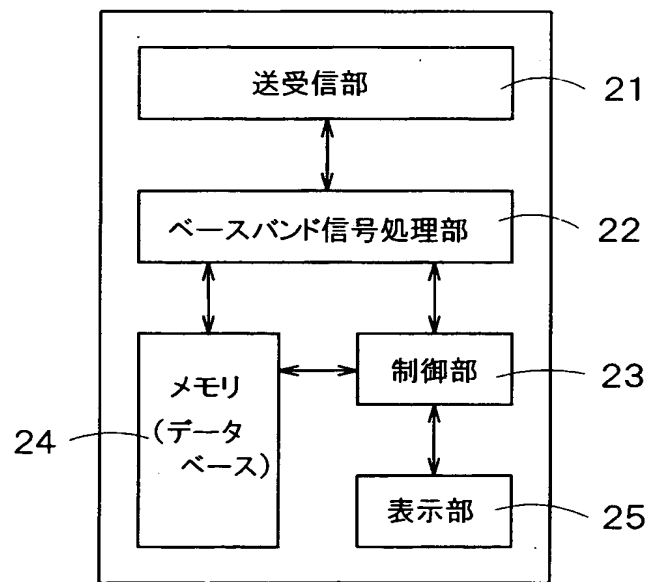 送受信部
21
ベースバンド信号処理部
22
メモリ
(データ
ベース)
24
制御部
23
表示部
25